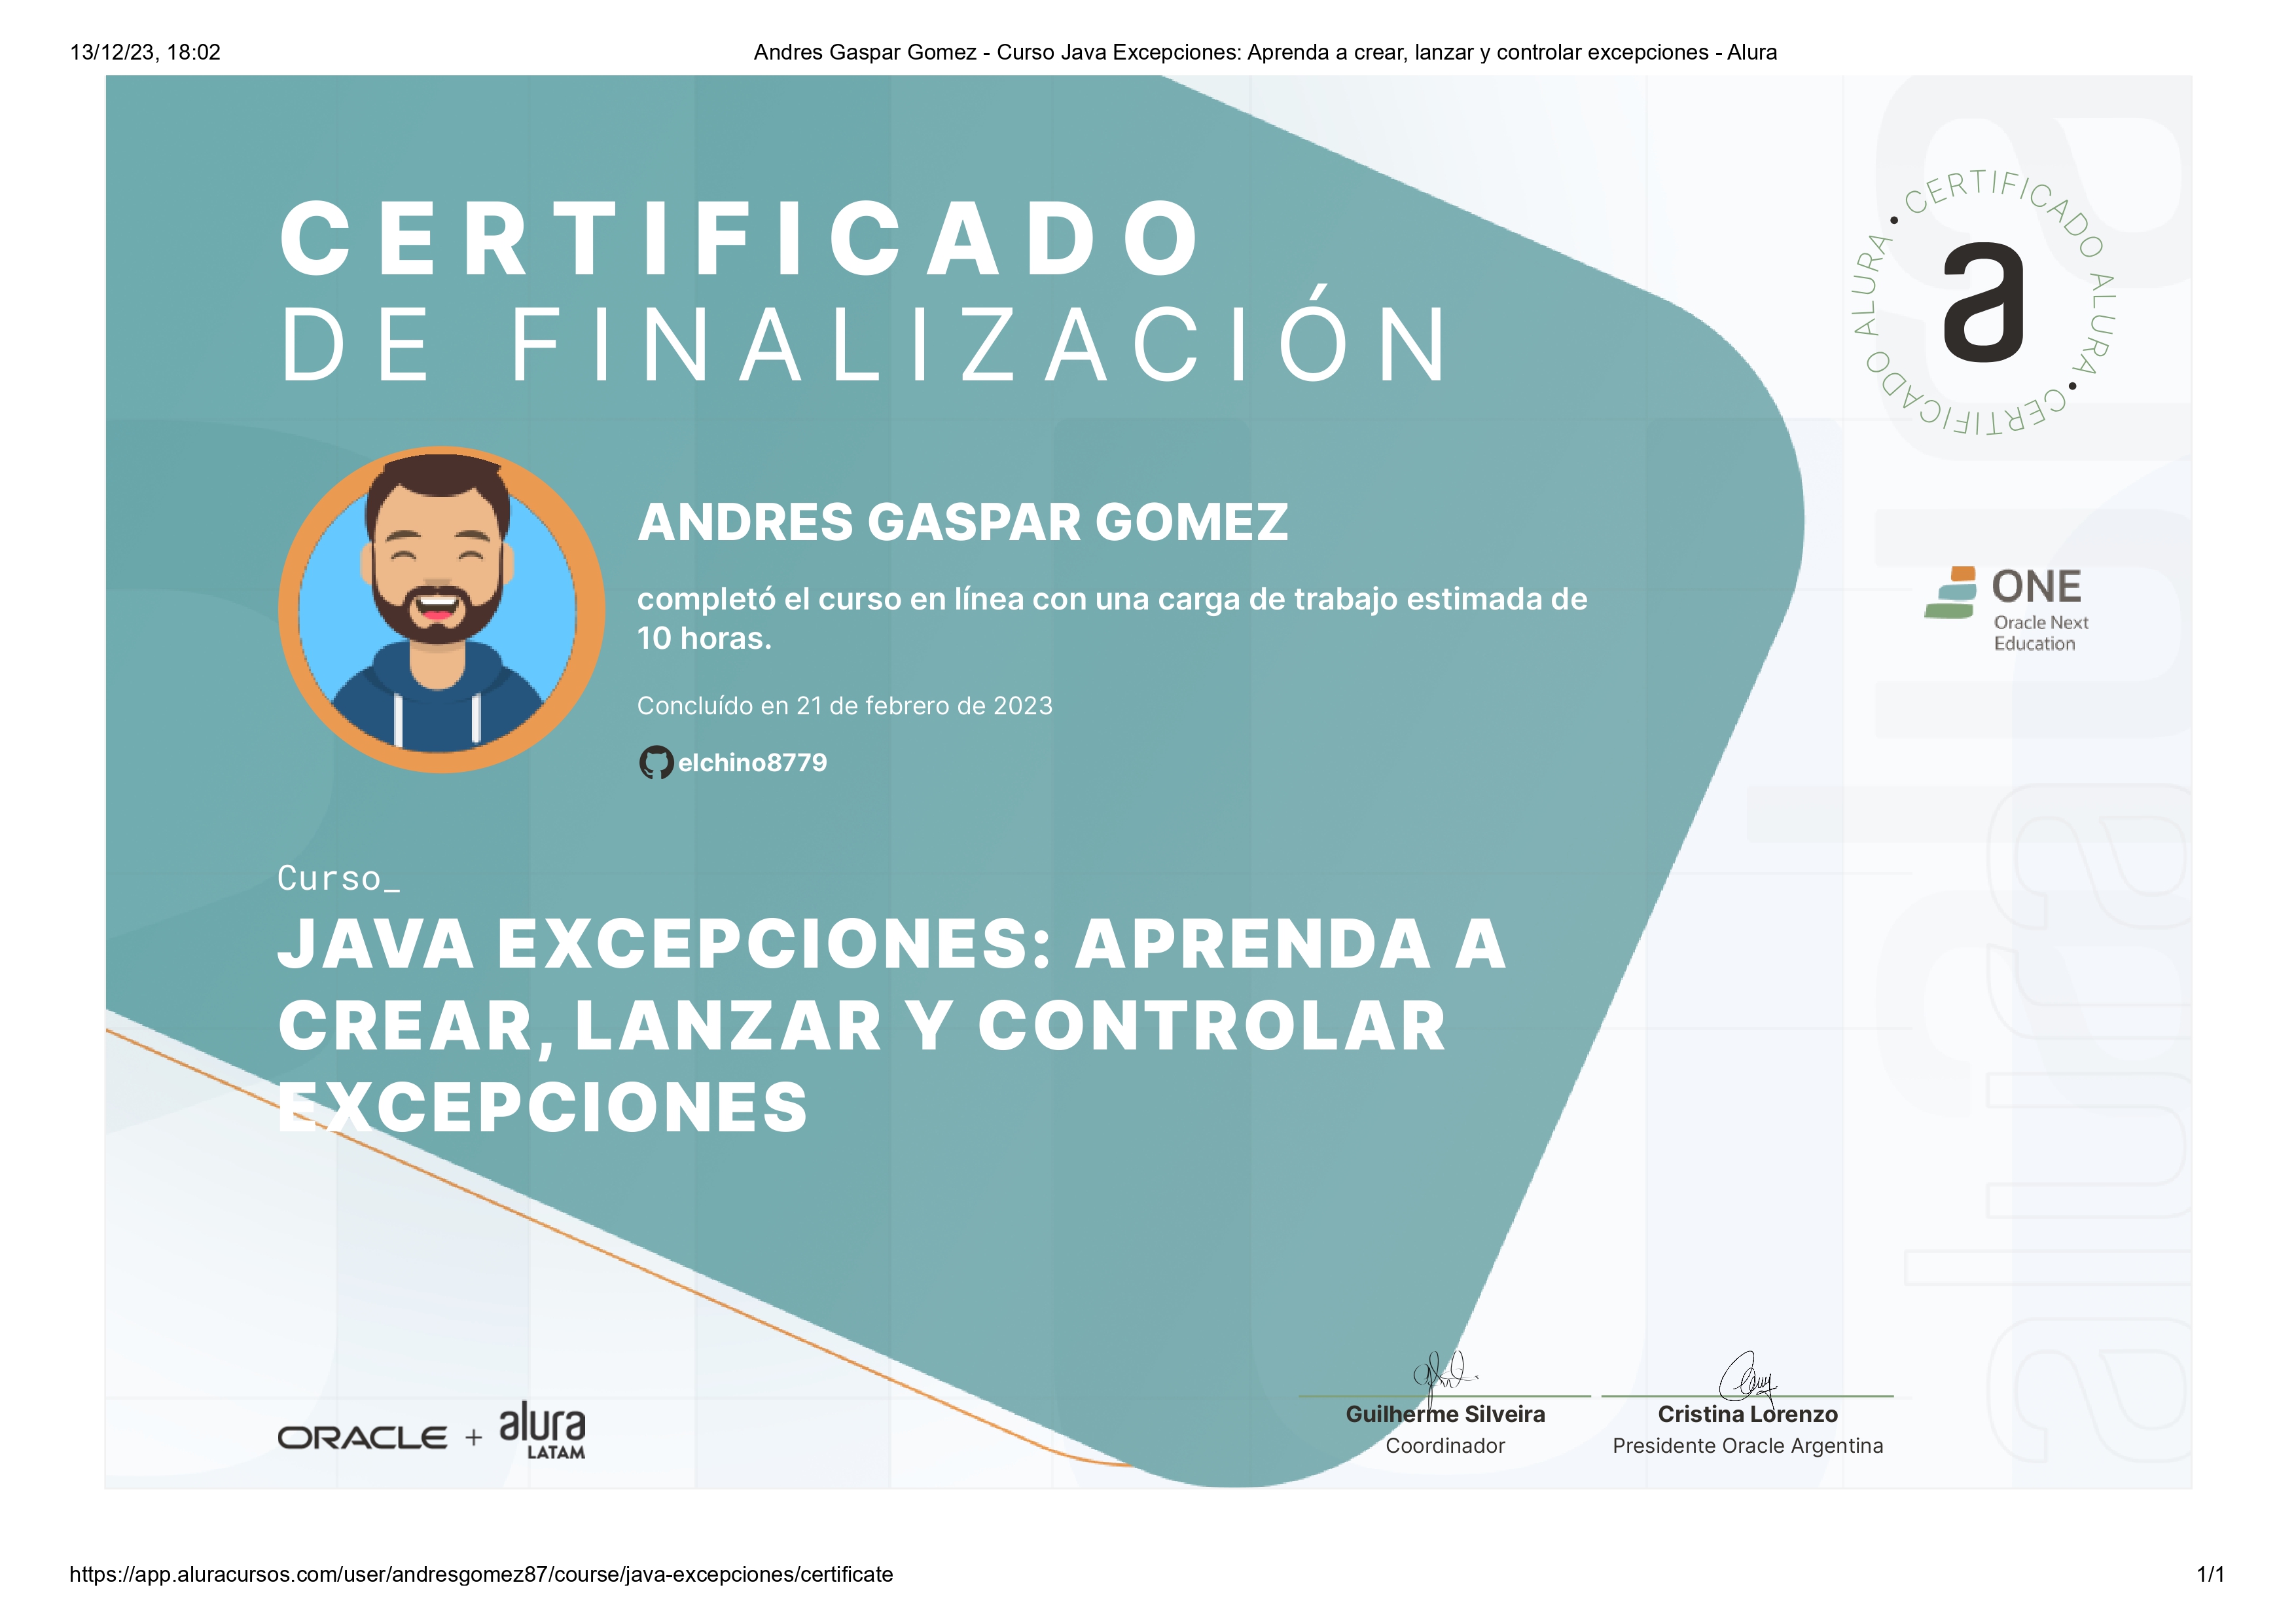 13/12/23, 18:02
Andres Gaspar Gomez - Curso Java Excepciones: Aprenda a crear, lanzar y controlar excepciones - Alura
CERTIFICADO
DE FINALIZACIÓN
CERTIFICADO ALURA • CERTIFICADO ALURA •
a
ANDRES GASPAR GOMEZ
completó el curso en línea con una carga de trabajo estimada de
10 horas.
Concluído en 21 de febrero de 2023
elchino8779
ONE
Oracle Next
Education
Curso_
JAVA EXCEPCIONES: APRENDA A
CREAR, LANZAR Y CONTROLAR
EXCEPCIONES
alura
alura
ORACLE + alura
LATAM
Guilherme Silveira
Coordinador
Cristina Lorenzo
Presidente Oracle Argentina
https://app.aluracursos.com/user/andresgomez87/course/java-excepciones/certificate
1/1